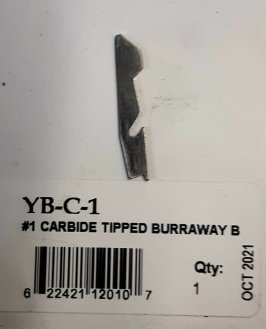 YB-C-1
#1 CARBIDE TIPPED BURRAWAY B
6 22421 12010 7
Qty:
1
OCT 2021